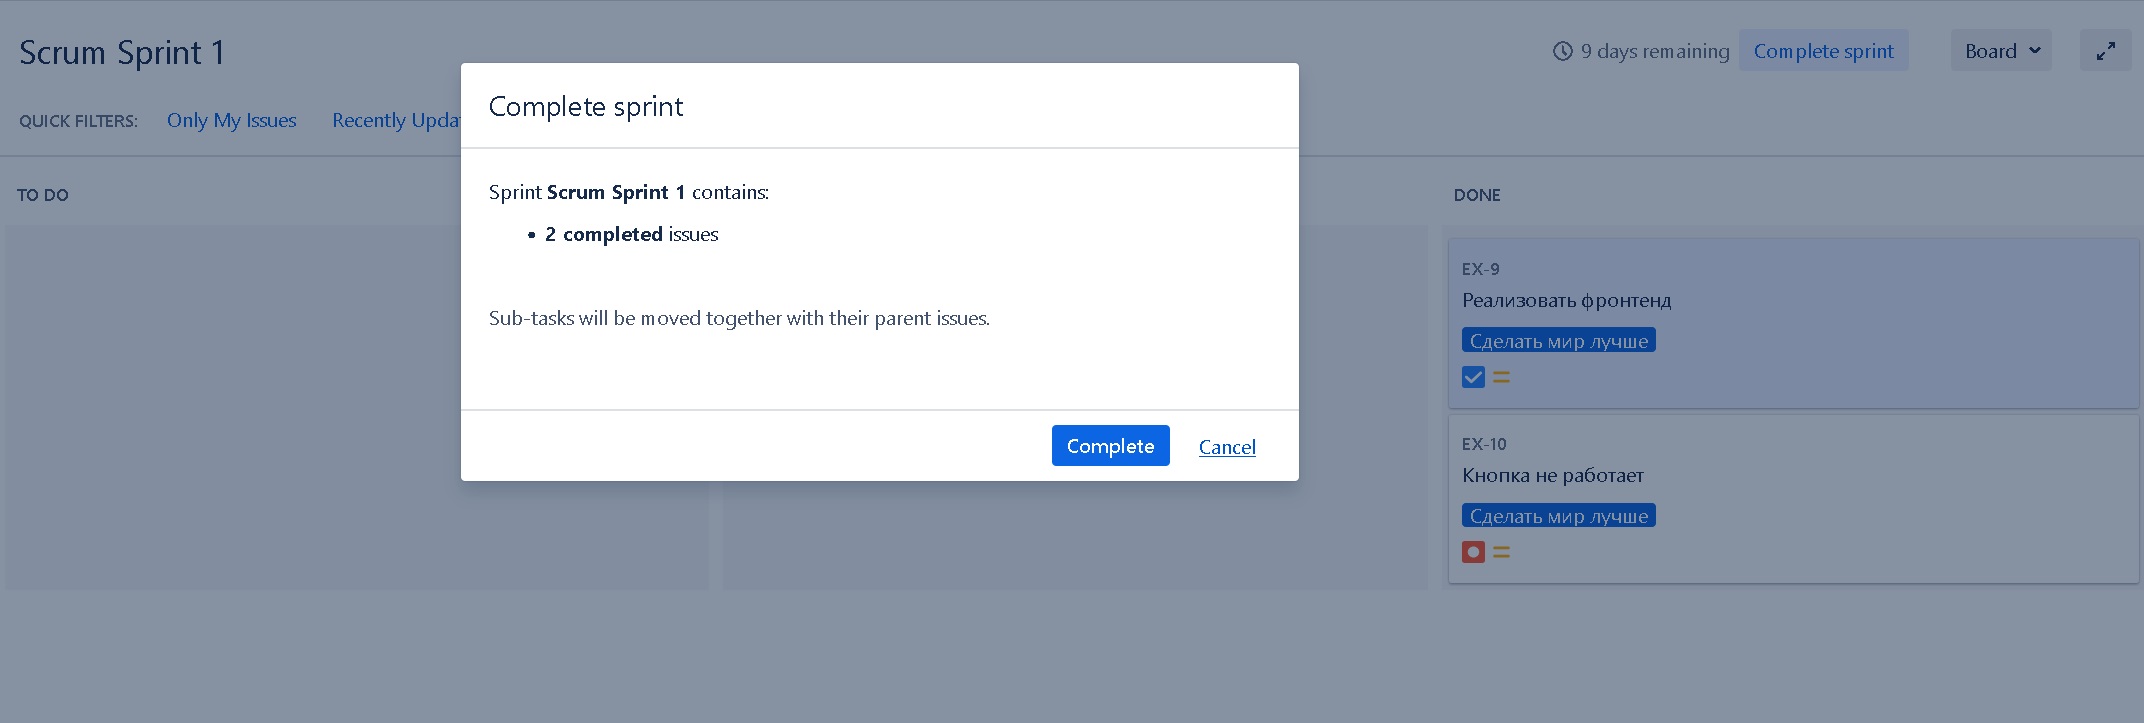 Scrum Sprint 1
9 days remaining
Complete sprint
Board
QUICK FILTERS:
Only My Issues
Recently Updat
Complete sprint
Sprint Scrum Sprint 1 contains:
• 2 completed issues
Sub-tasks will be moved together with their parent issues.
Complete
Cancel
TO DO
DONE
EX-9
Реализовать фронтенд
Сделать мир лучше
EX-10
Кнопка не работает
Сделать мир лучше